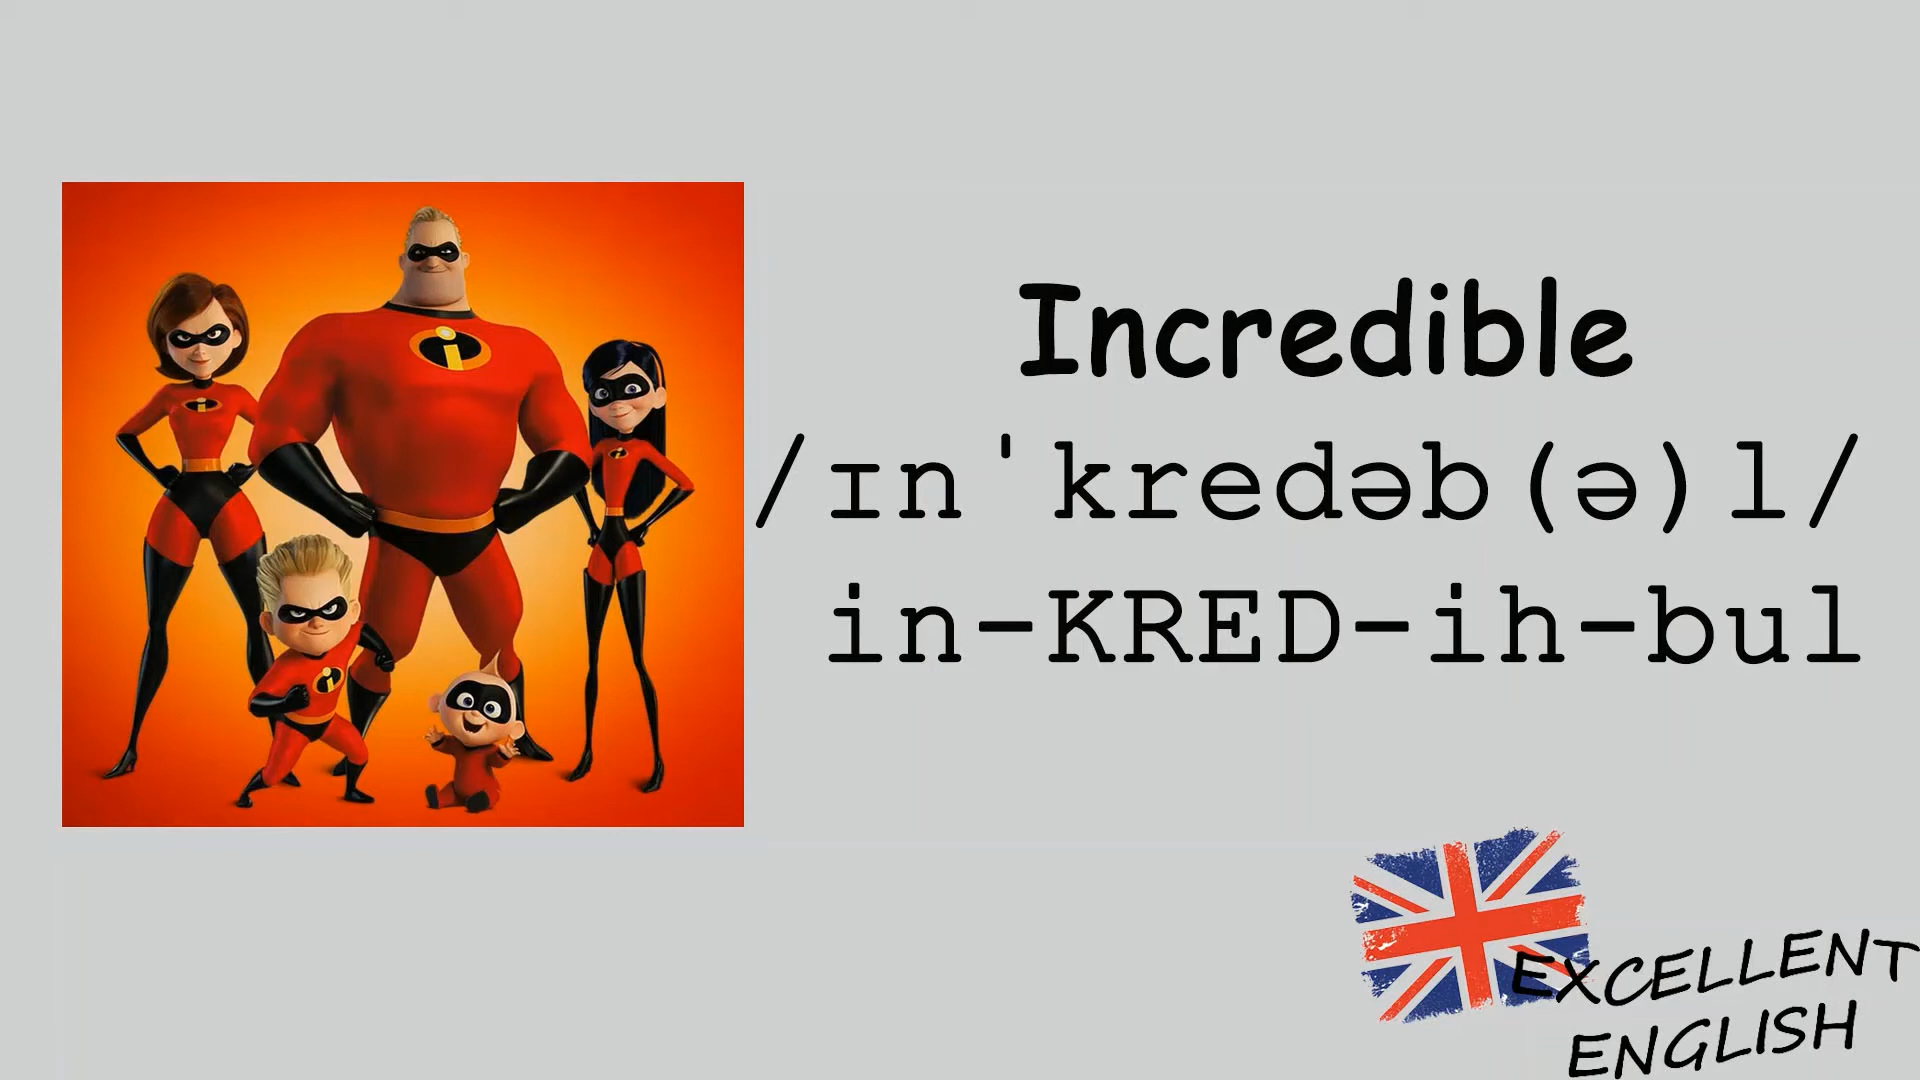 Incredible
/ɪnˈkredəb(ə)l/
in-KRED-ih-bul
EXCELLENT
ENGLISH